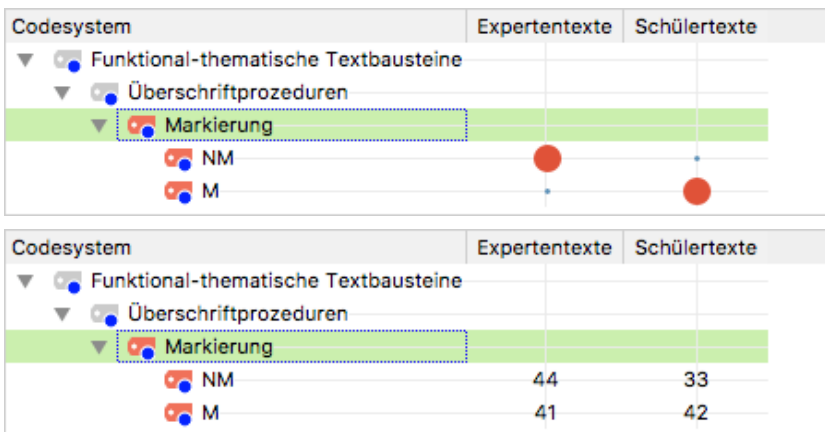 Codesystem Expertentexte Schülertexte
Funktional-thematische Textbausteine
Überschriftprozeduren
Markierung
NM
M
Codesystem Expertentexte Schülertexte
Funktional-thematische Textbausteine
Überschriftprozeduren
Markierung
NM 44 33
M 41 42